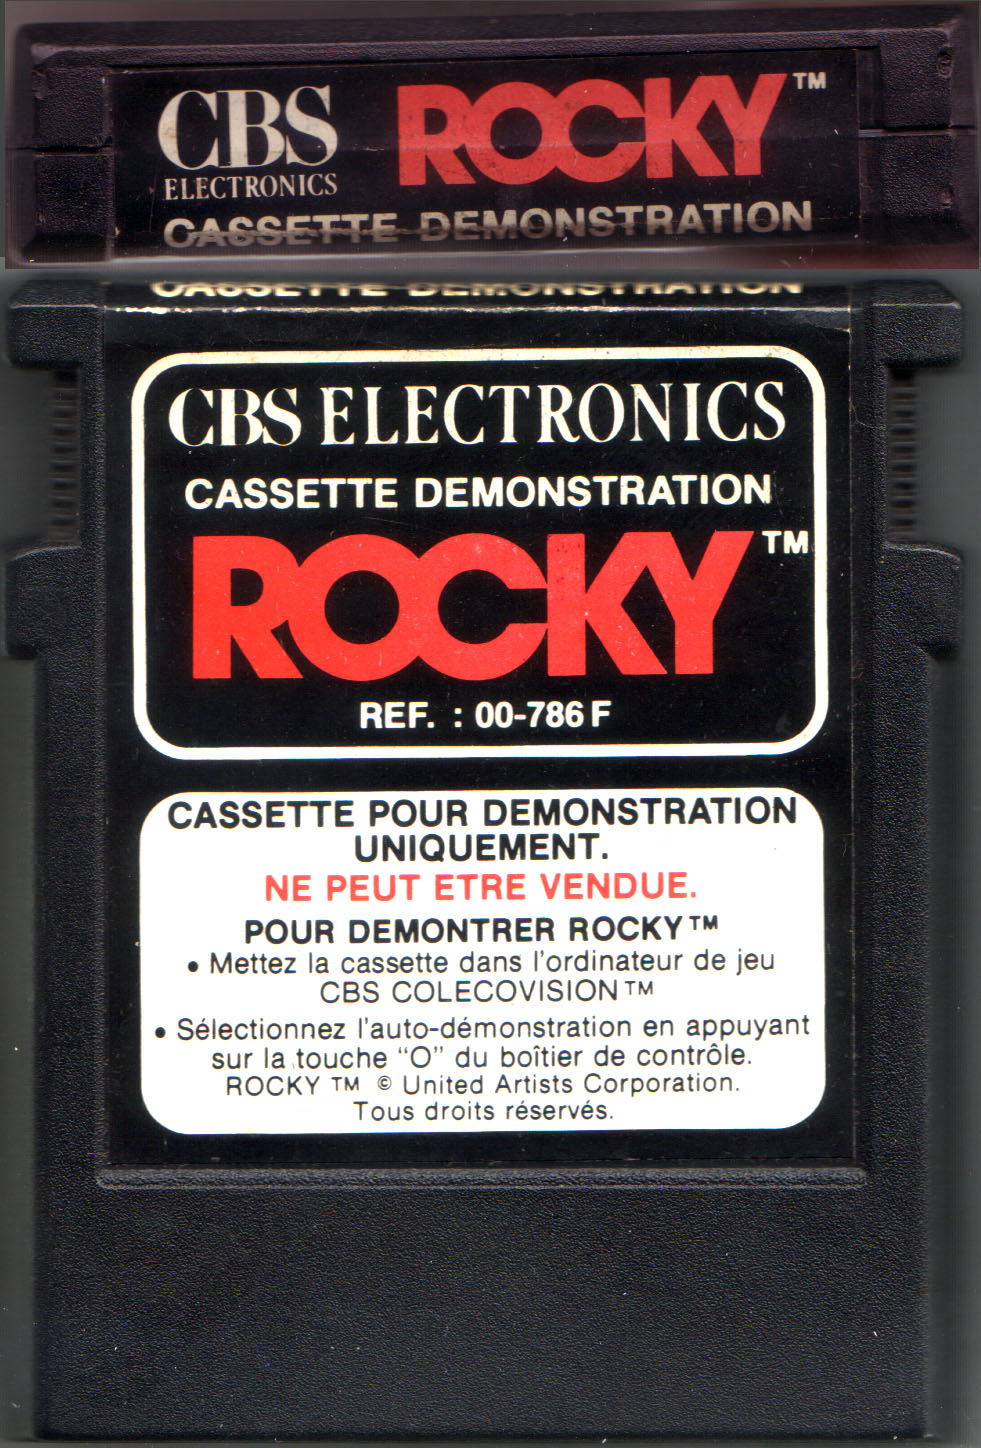 CBS
ELECTRONICS
ROCKY™
CASSETTE DEMONSTRATION
CASSETTE DEMONSTRATION
CBS ELECTRONICS
CASSETTE DEMONSTRATION
ROCKY™
REF. : 00-786 F
CASSETTE POUR DEMONSTRATION
UNIQUEMENT.
NE PEUT ETRE VENDUE.
POUR DEMONTRER ROCKY™
• Mettez la cassette dans l'ordinateur de jeu
CBS COLECOVISION™
• Sélectionnez l'auto-démonstration en appuyant
sur la touche “O” du boîtier de contrôle.
ROCKY ™ © United Artists Corporation.
Tous droits réservés.